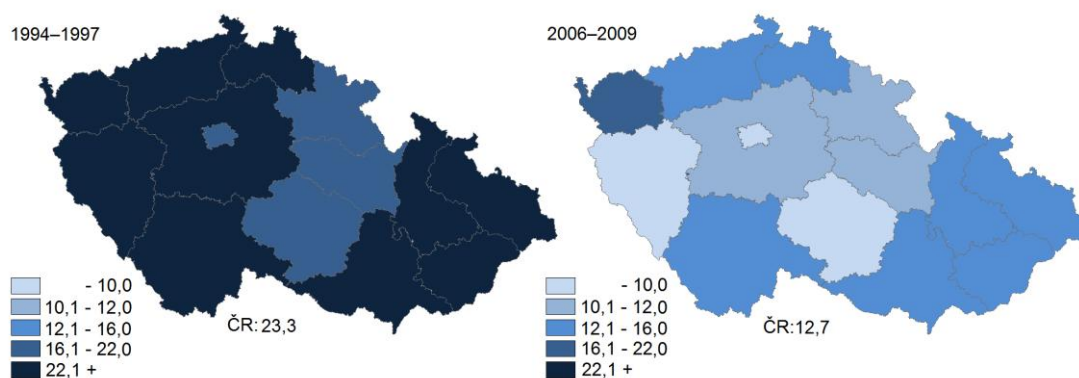 1994–1997
- 10,0
10,1 - 12,0
12,1 - 16,0
16,1 - 22,0
22,1 +
ČR: 23,3
2006–2009
- 10,0
10,1 - 12,0
12,1 - 16,0
16,1 - 22,0
22,1 +
ČR: 12,7